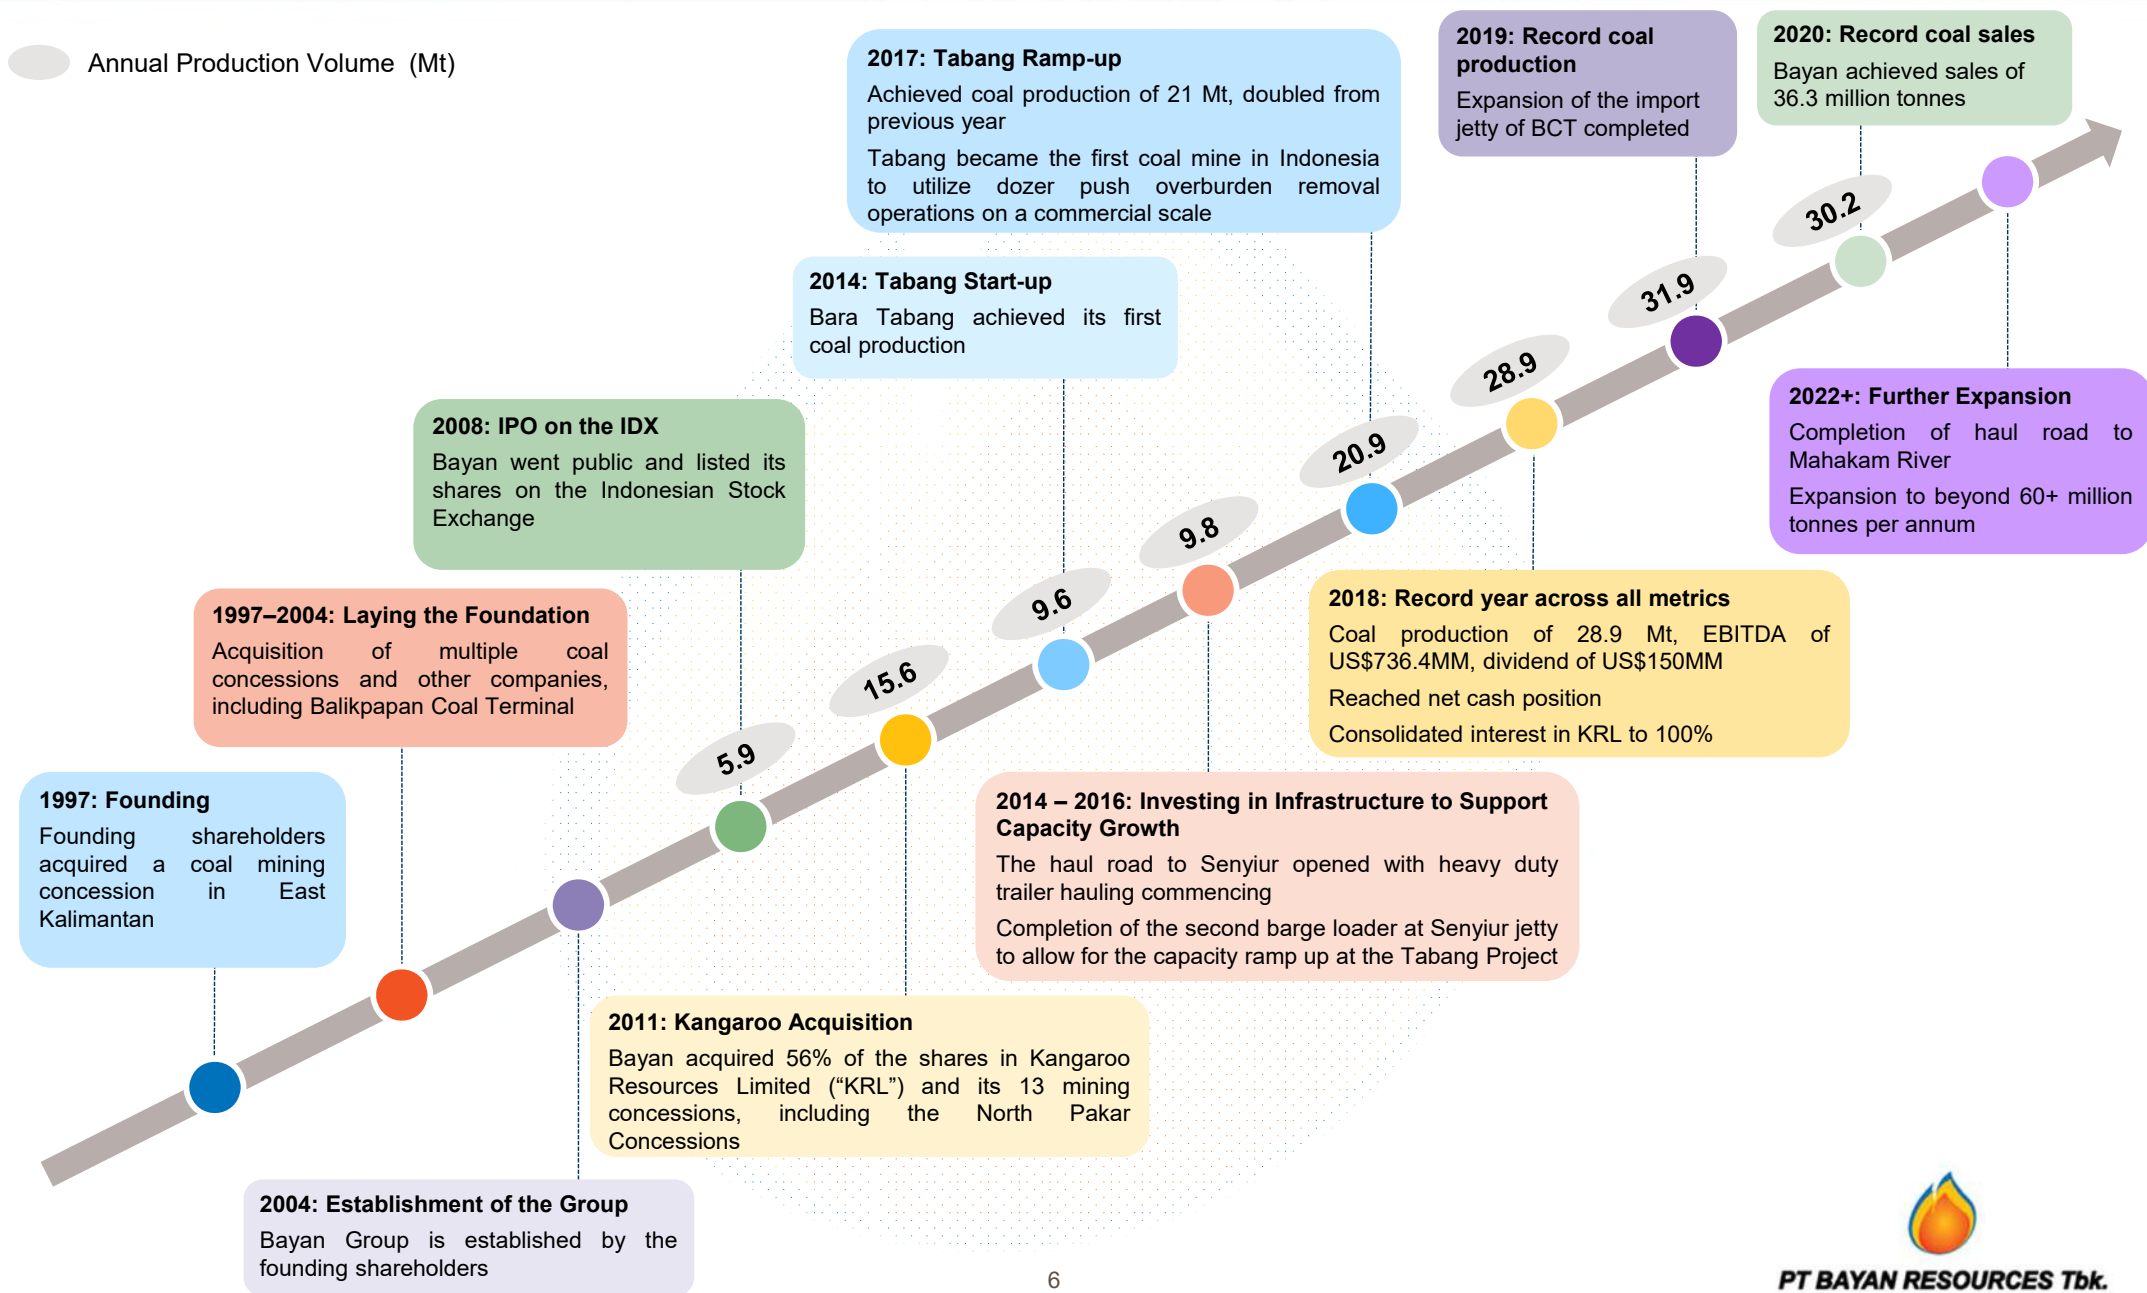 Annual Production Volume (Mt)
1997: Founding
Founding shareholders
acquired a coal mining
concession in East
Kalimantan
1997–2004: Laying the Foundation
Acquisition of multiple coal
concessions and other companies,
including Balikpapan Coal Terminal
2004: Establishment of the Group
Bayan Group is established by the
founding shareholders
2008: IPO on the IDX
Bayan went public and listed its
shares on the Indonesian Stock
Exchange
5.9
2011: Kangaroo Acquisition
Bayan acquired 56% of the shares in Kangaroo
Resources Limited (“KRL”) and its 13 mining
concessions, including the North Pakar
Concessions
15.6
2014: Tabang Start-up
Bara Tabang achieved its first
coal production
9.6
2014 – 2016: Investing in Infrastructure to Support
Capacity Growth
The haul road to Senyiur opened with heavy duty
trailer hauling commencing
Completion of the second barge loader at Senyiur jetty
to allow for the capacity ramp up at the Tabang Project
9.8
2017: Tabang Ramp-up
Achieved coal production of 21 Mt, doubled from
previous year
Tabang became the first coal mine in Indonesia
to utilize dozer push overburden removal
operations on a commercial scale
20.9
2018: Record year across all metrics
Coal production of 28.9 Mt, EBITDA of
US$736.4MM, dividend of US$150MM
Reached net cash position
Consolidated interest in KRL to 100%
28.9
2019: Record coal
production
Expansion of the import
jetty of BCT completed
31.9
2020: Record coal sales
Bayan achieved sales of
36.3 million tonnes
30.2
2022+: Further Expansion
Completion of haul road to
Mahakam River
Expansion to beyond 60+ million
tonnes per annum
6
PT BAYAN RESOURCES Tbk.